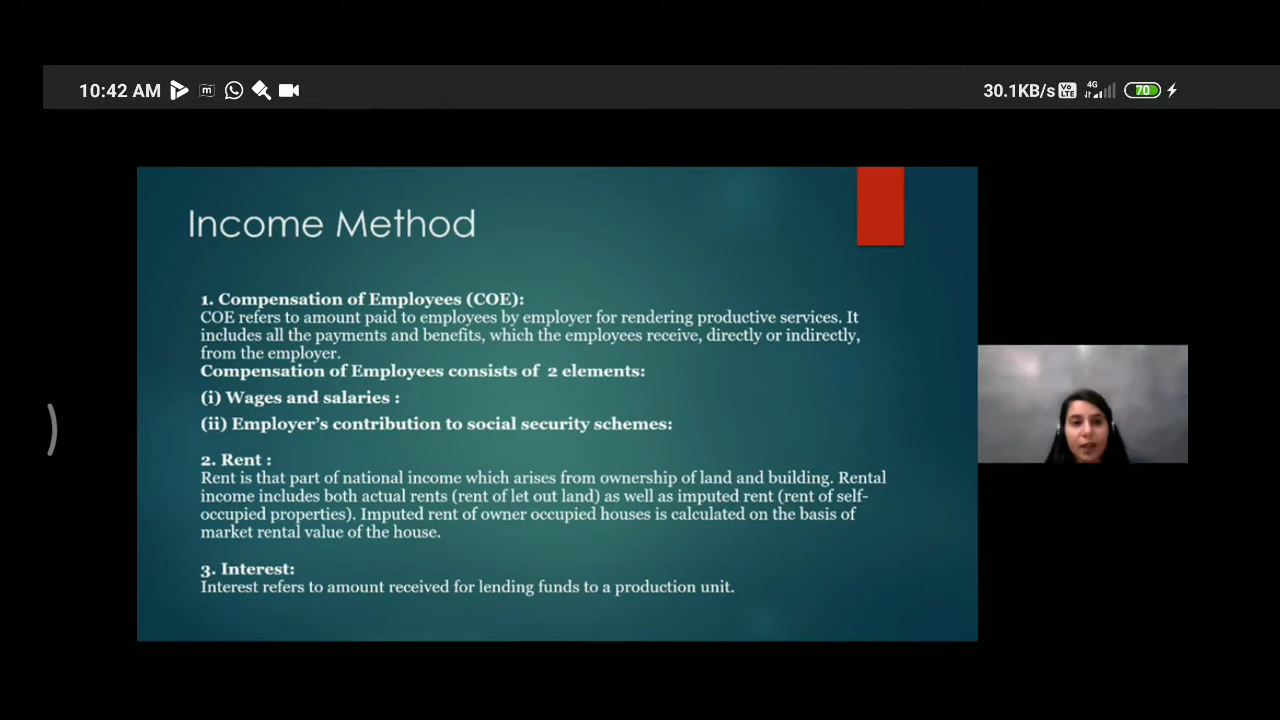 10:42 AM m 30.1KB/s Vo LTE 4G 70
Income Method
1. Compensation of Employees (COE):
COE refers to amount paid to employees by employer for rendering productive services. It
includes all the payments and benefits, which the employees receive, directly or indirectly,
from the employer.
Compensation of Employees consists of 2 elements:
(i) Wages and salaries :
(ii) Employer’s contribution to social security schemes:
2. Rent :
Rent is that part of national income which arises from ownership of land and building. Rental
income includes both actual rents (rent of let out land) as well as imputed rent (rent of self-
occupied properties). Imputed rent of owner occupied houses is calculated on the basis of
market rental value of the house.
3. Interest:
Interest refers to amount received for lending funds to a production unit.